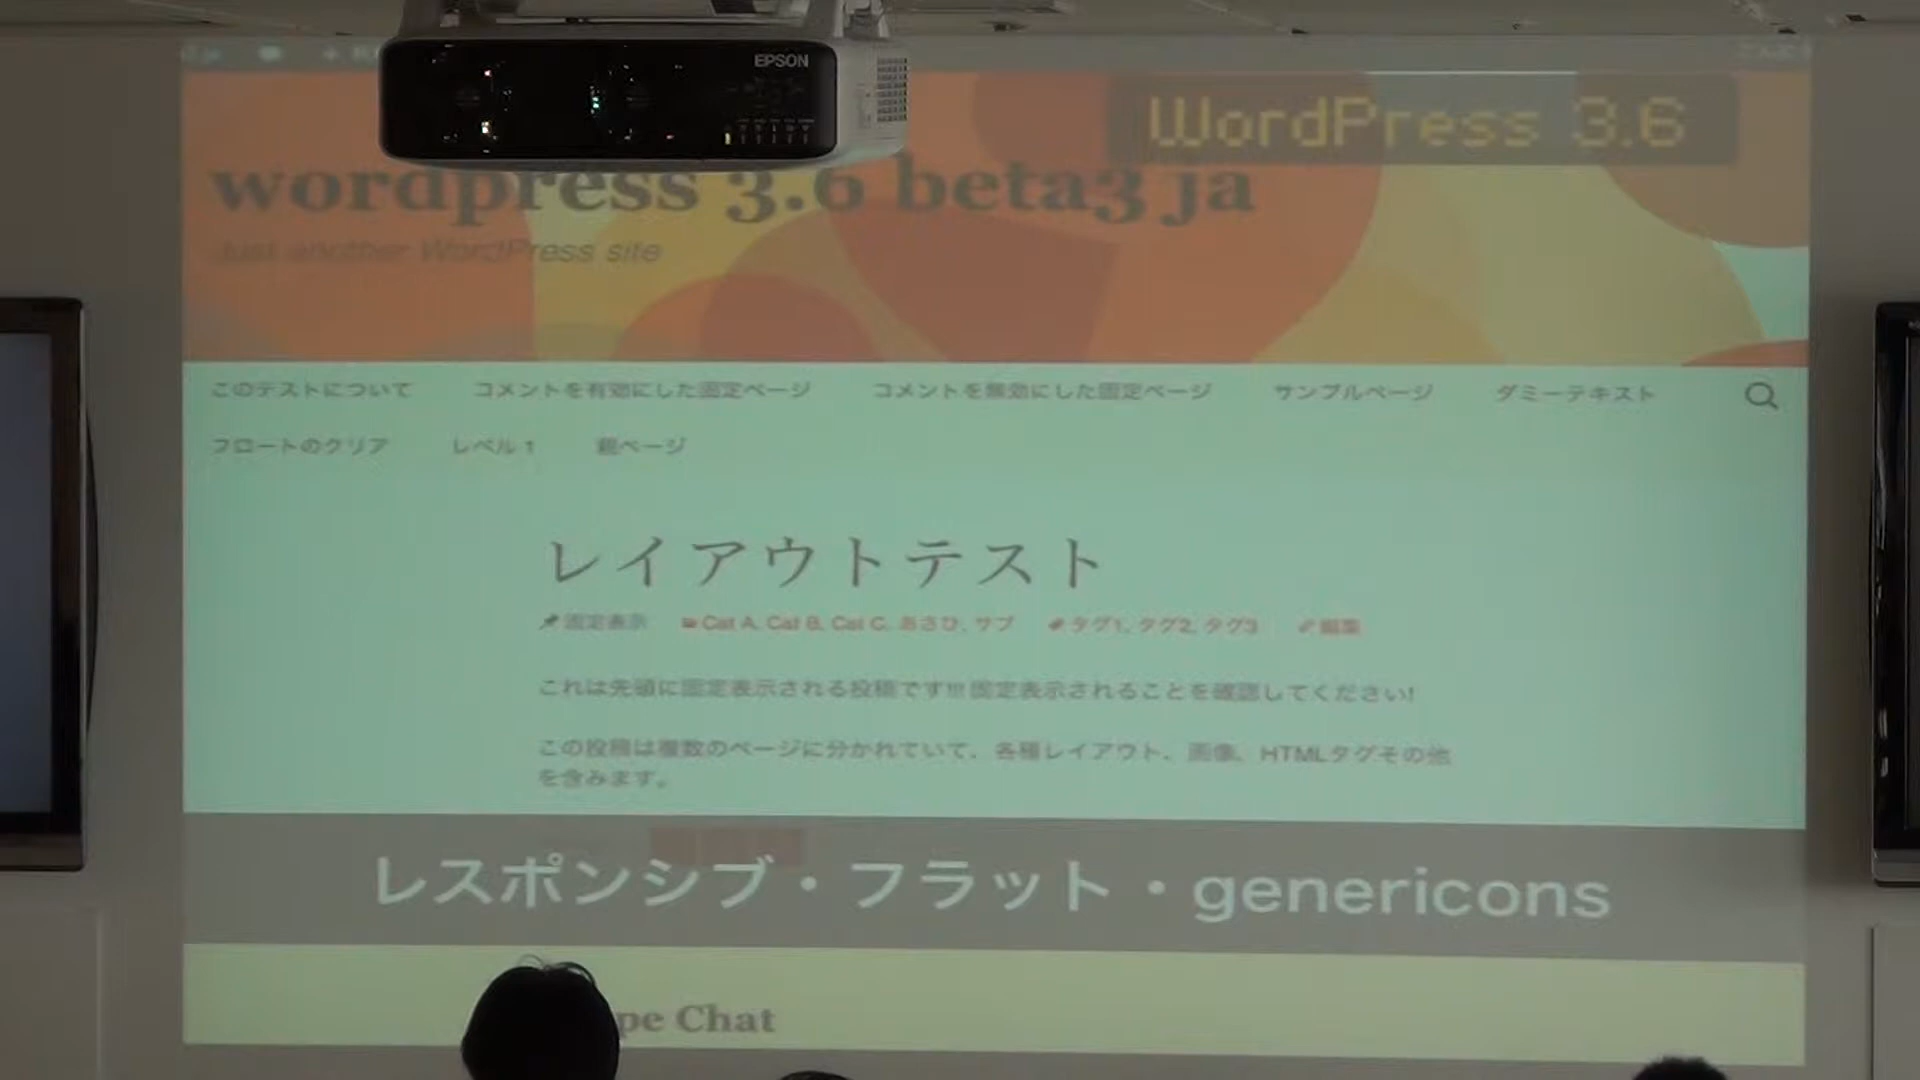 EPSON
WordPress 3.6
wordpress 3.6 beta3 ja
Just another WordPress site
このテストについて コメントを有効にした固定ページ コメントを無効にした固定ページ サンプルページ ダミーテキスト
フロートのクリア レベル 1 親ページ
レイアウトテスト
固定表示 Cat A, Cat B, Cat C, あさひ, サブ タグ1, タグ2, タグ3 編集
これは先頭に固定表示される投稿です!!! 固定表示されることを確認してください!
この投稿は複数のページに分かれていて、各種レイアウト、画像、HTMLタグその他
を含みます。
レスポンシブ・フラット・genericons
pe Chat